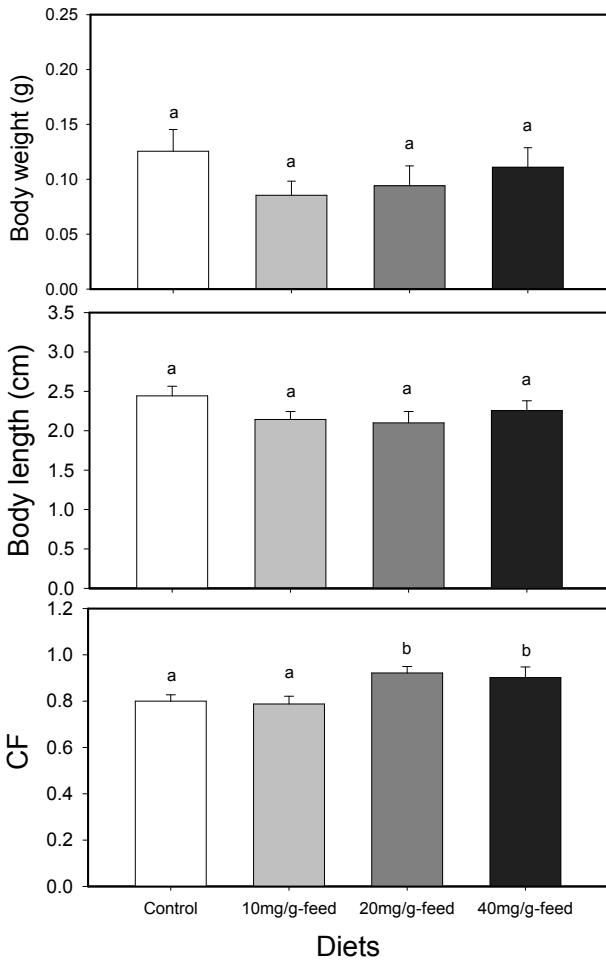 0.25
0.20
0.15
0.10
0.05
0.00
Body weight (g)
a
a
a
a
3.5
3.0
2.5
2.0
1.5
1.0
0.5
0.0
Body length (cm)
a
a
a
a
1.2
1.0
0.8
0.6
0.4
0.2
0.0
CF
a
a
b
b
Control 10mg/g-feed 20mg/g-feed 40mg/g-feed
Diets